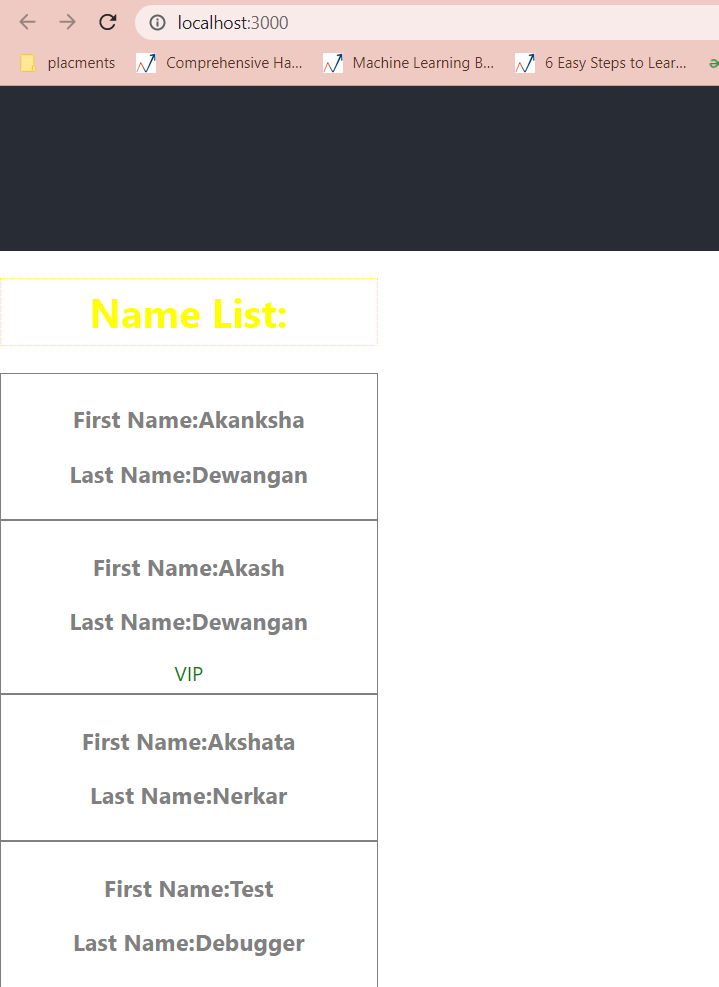 localhost:3000
placments
Comprehensive Ha...
Machine Learning B...
6 Easy Steps to Lear...
Name List:
First Name:Akanksha
Last Name:Dewangan
First Name:Akash
Last Name:Dewangan
VIP
First Name:Akshata
Last Name:Nerkar
First Name:Test
Last Name:Debugger